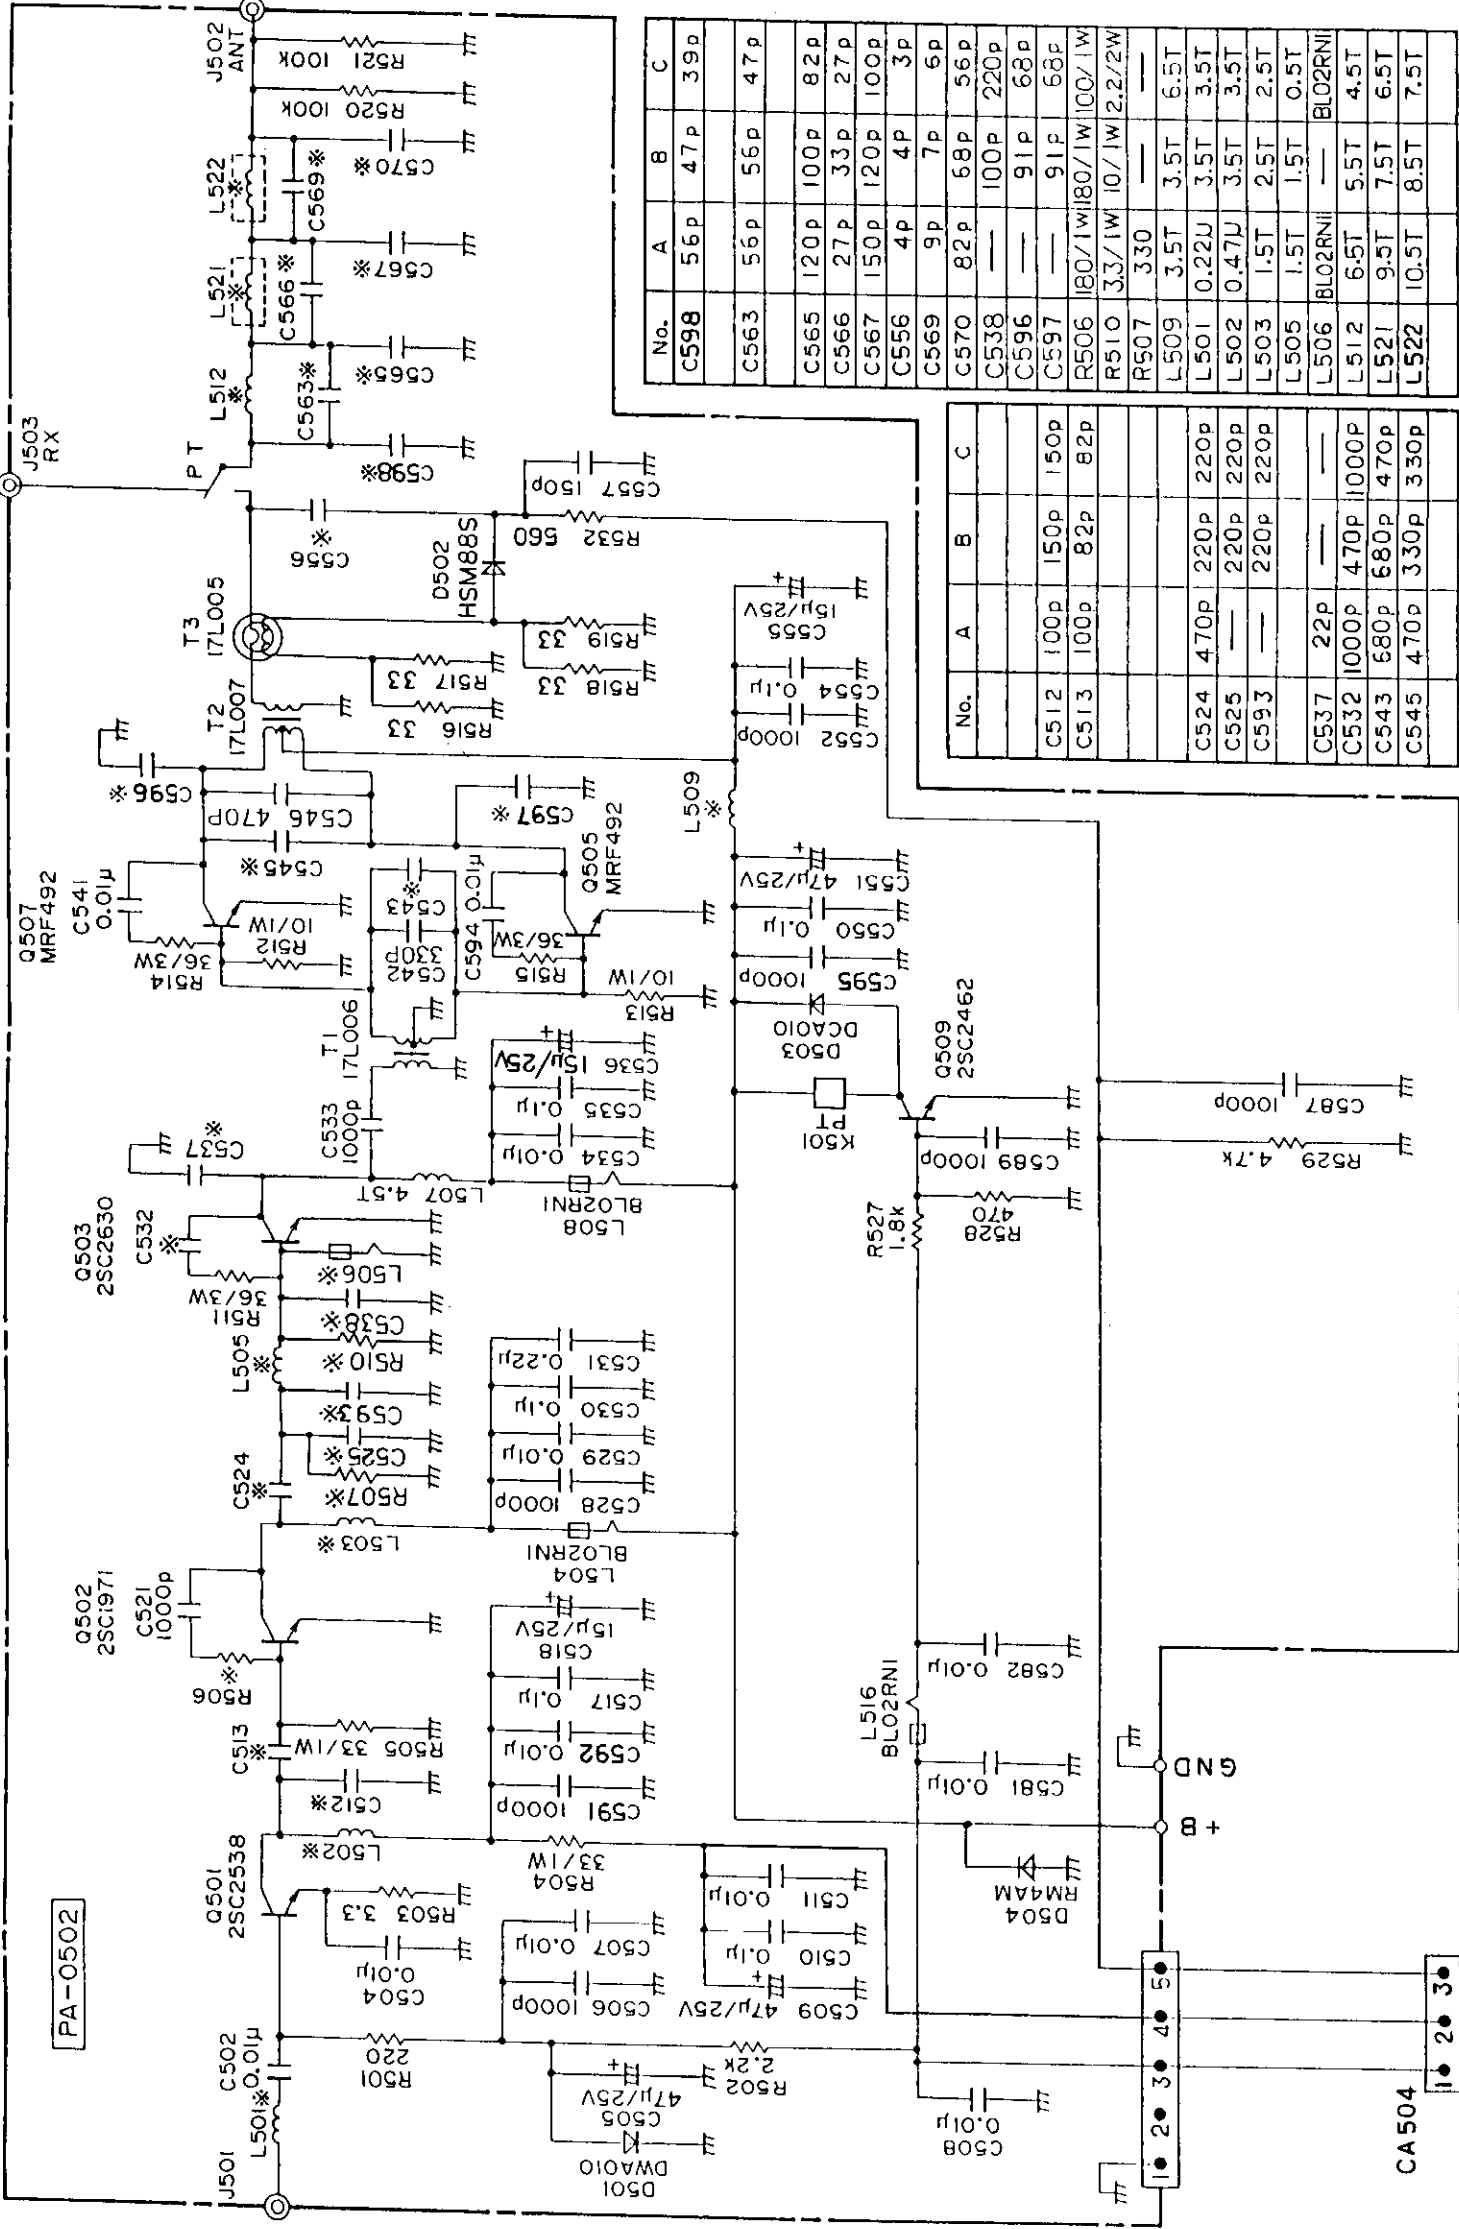 PA-0502
J501
L501※
C502
0.01μ
R501
220
Q501
2SC2538
C504
0.01μ
R503 3.3
L502※
C512※
C513
※
R505 33/1W
R506
※
Q502
2SC1971
C521
1000p
L503※
C524
※
R507※
C525※
C593※
L505
※
R510※
C538※
L506※
R511
36/3W
Q503
2SC2630
C532
※
C537
※
L507 4.5T
C533
1000p
T1
17L006
Q507
MRF492
C541
0.01μ
R514
36/3W
R512
10/1W
C542
330P
C543
※
C545※
C546 470P
C596※
C594 0.01μ
R515
36/3W
R513
10/1W
Q505
MRF492
C597※
T2
17L007
T3
17L005
R516 33
R517
33
R518 33
R519
33
D502
HSM88S
C556
※
R532 560
C557 150p
PT
J503
RX
C598※
L512
※
C563※
C565※
L521
※
C566※
C567※
L522
※
C569※
C570※
R520 100k
R521
100k
J502
ANT
D501
DWA010
C505
47μ/25V
C506 1000p
C507 0.01μ
R502
2.2k
C508
0.01μ
R504
33/1W
C509
47μ/25V
C510
0.1μ
C511
0.01μ
C591 1000p
C592
0.01μ
C517
0.1μ
C518
15μ/25V
L504
BL02RN1
C528 1000p
C529 0.01μ
C530 0.1μ
C531 0.22μ
L508
BL02RN1
C534
0.01μ
C535
0.1μ
C536 15μ/25V
L509
※
C552
1000p
C554
0.1μ
C555
15μ/25V
C595
1000p
C550
0.1μ
C551
47μ/25V
D503
DCA010
K501
PT
Q509
2SC2462
C589 1000p
R528
470
R527
1.8k
L516
BL02RN1
C581 0.01μ
C582 0.01μ
D504
RM4AM
+B
GND
R529 4.7k
C587
1000p
1 2 3 4 5
CA504
1 2 3
No. A B C
C512 100p 150p 150p
C513 100p 82p 82p
C524 470p 220p 220p
C525 — 220p 220p
C593 — 220p 220p
C537 22p — —
C532 1000p 470p 1000p
C543 680p 680p 470p
C545 470p 330p 330p
No. A B C
C598 56p 47p 39p
C563 56p 56p 47p
C565 120p 100p 82p
C566 27p 33p 27p
C567 150p 120p 100p
C556 4p 4p 3p
C569 9p 7p 6p
C570 82p 68p 56p
C538 — 100p 220p
C596 — 91p 68p
C597 — 91p 68p
R506 180/1W 180/1W 100/1W
R510 3.3/1W 10/1W 2.2/2W
R507 330 — —
L509 3.5T 3.5T 6.5T
L501 0.22U 3.5T 3.5T
L502 0.47U 3.5T 3.5T
L503 1.5T 2.5T 2.5T
L505 1.5T 1.5T 0.5T
L506 BL02RN1 — BL02RN1
L512 6.5T 5.5T 4.5T
L521 9.5T 7.5T 6.5T
L522 10.5T 8.5T 7.5T